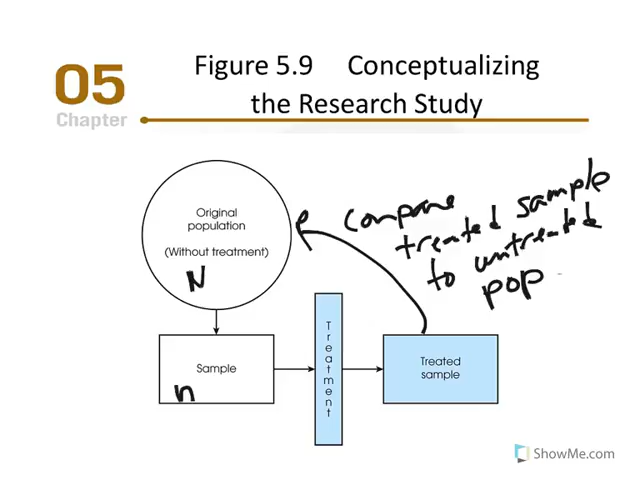 05
Chapter
Figure 5.9 Conceptualizing
the Research Study
Original
population
(Without treatment)
N
compare
treated sample
to untreated
pop
Sample
n
Treatment
Treated
sample
ShowMe.com